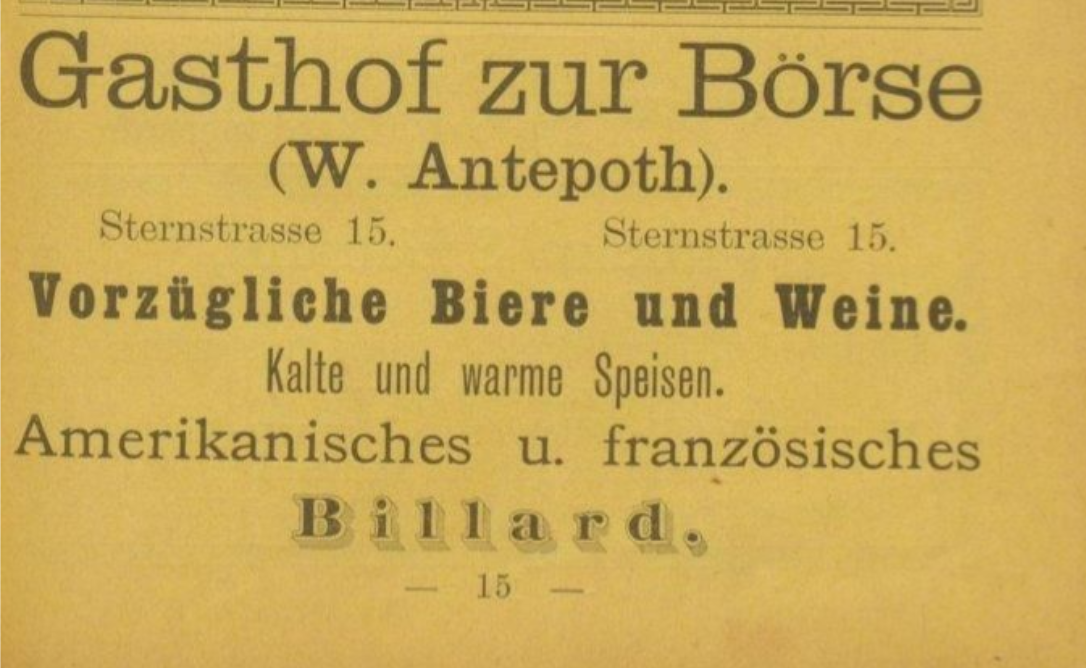 Gasthof zur Börse
(W. Antepoth).
Sternstrasse 15. Sternstrasse 15.
Vorzügliche Biere und Weine.
Kalte und warme Speisen.
Amerikanisches u. französisches
Billard.
— 15 —